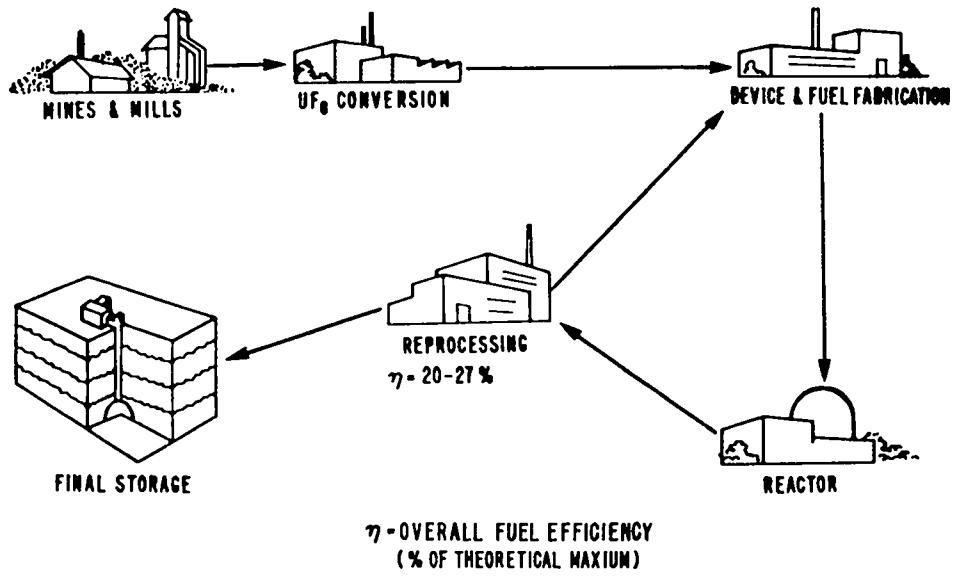 MINES & MILLS
UF₆ CONVERSION
DEVICE & FUEL FABRICATION
REPROCESSING
η - 20-27 %
FINAL STORAGE
REACTOR
η - OVERALL FUEL EFFICIENCY
(% OF THEORETICAL MAXIUM)